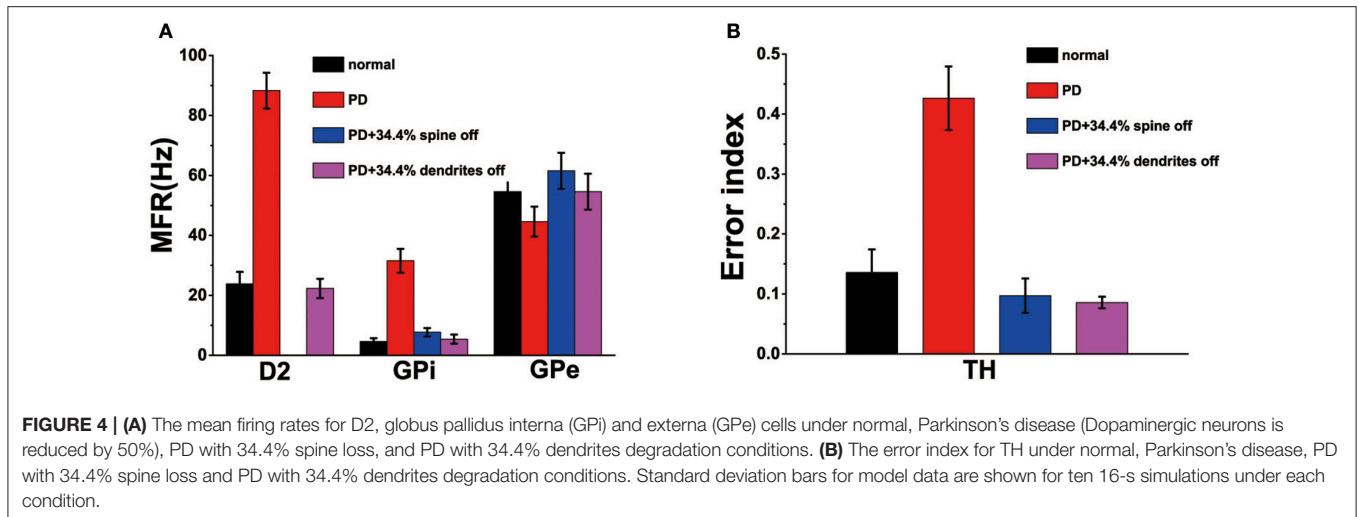 A
MFR(Hz)
100
80
60
40
20
0
normal
PD
PD+34.4% spine off
PD+34.4% dendrites off
D2 GPi GPe
B
Error index
0.5
0.4
0.3
0.2
0.1
0.0
normal
PD
PD+34.4% spine off
PD+34.4% dendrites off
TH
FIGURE 4 | (A) The mean firing rates for D2, globus pallidus interna (GPi) and externa (GPe) cells under normal, Parkinson's disease (Dopaminergic neurons is
reduced by 50%), PD with 34.4% spine loss, and PD with 34.4% dendrites degradation conditions. (B) The error index for TH under normal, Parkinson's disease, PD
with 34.4% spine loss and PD with 34.4% dendrites degradation conditions. Standard deviation bars for model data are shown for ten 16-s simulations under each
condition.